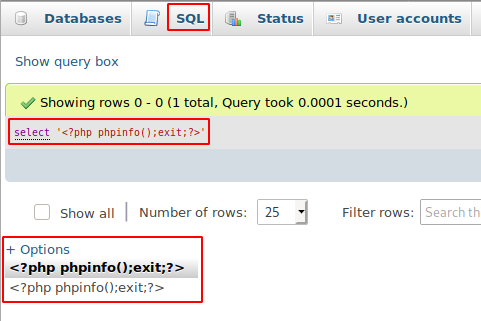 Databases SQL Status User accounts
Show query box
Showing rows 0 - 0 (1 total, Query took 0.0001 seconds.)
select '<?php phpinfo();exit;?>'
Show all Number of rows: 25 Filter rows: Search th
+ Options
<?php phpinfo();exit;?>
<?php phpinfo();exit;?>